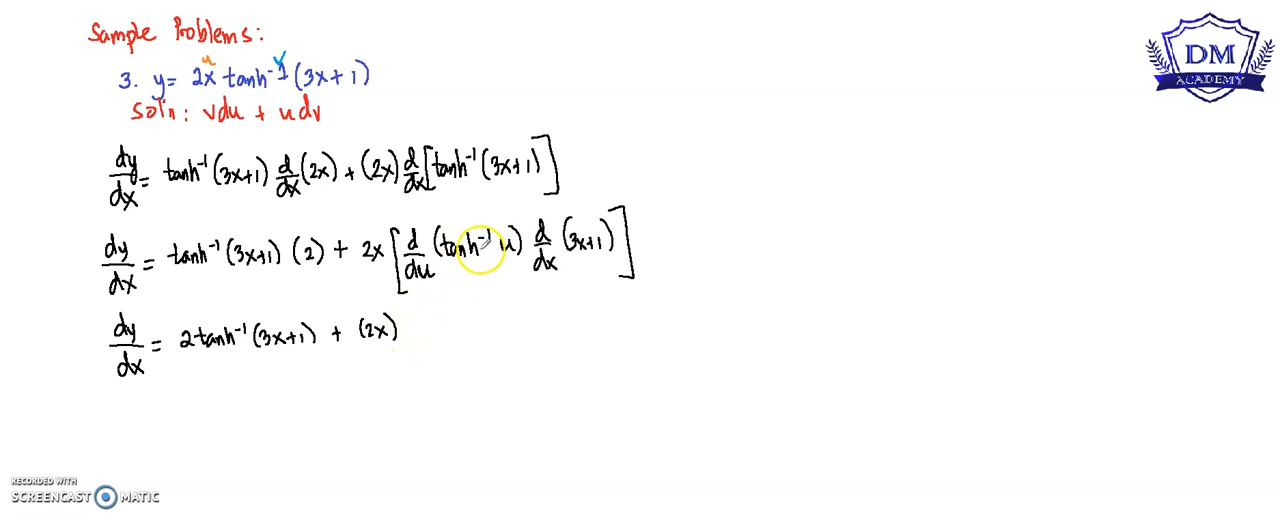 Sample Problems:
DM
ACADEMY
u v
3. y = 2x tanh⁻¹ (3x+1)
Sol'n: vdu + udv
dy/dx = tanh⁻¹(3x+1) d/dx (2x) + (2x) d/dx [tanh⁻¹ (3x+1)]
dy/dx = tanh⁻¹ (3x+1) (2) + 2x [d/du (tanh⁻¹ u) d/dx (3x+1)]
dy/dx = 2 tanh⁻¹ (3x+1) + (2x)
RECORDED WITH
SCREENCAST MATIC